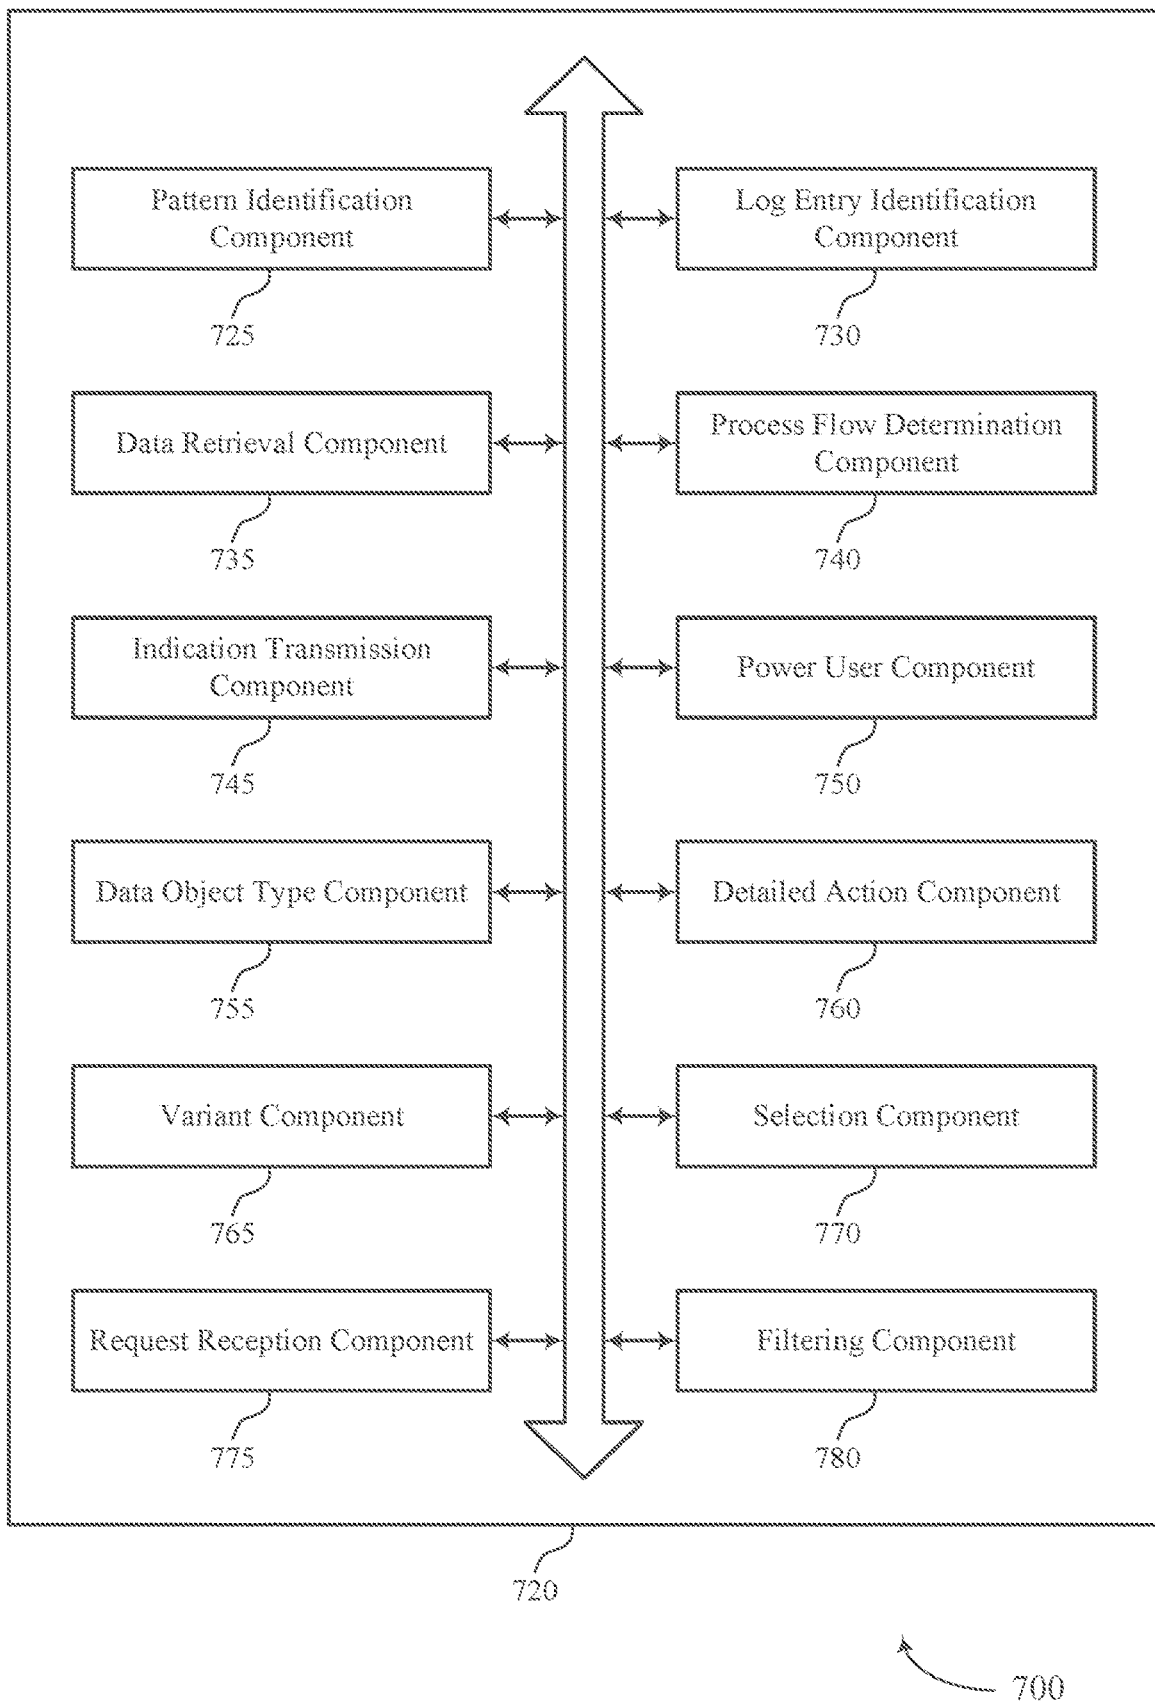 Pattern Identification
Component
725
Log Entry Identification
Component
730
Data Retrieval Component
735
Process Flow Determination
Component
740
Indication Transmission
Component
745
Power User Component
750
Data Object Type Component
755
Detailed Action Component
760
Variant Component
765
Selection Component
770
Request Reception Component
775
Filtering Component
780
720
700